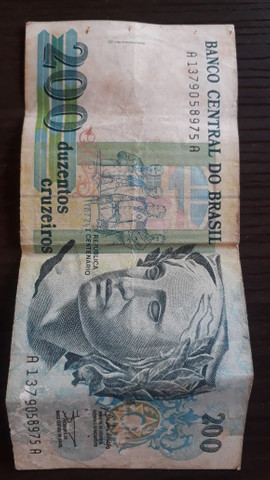 BANCO CENTRAL DO BRASIL
A 1379058975 A
200
duzentos
cruzeiros
REPÚBLICA
CENTENÁRIO
200
A 1379058975 A